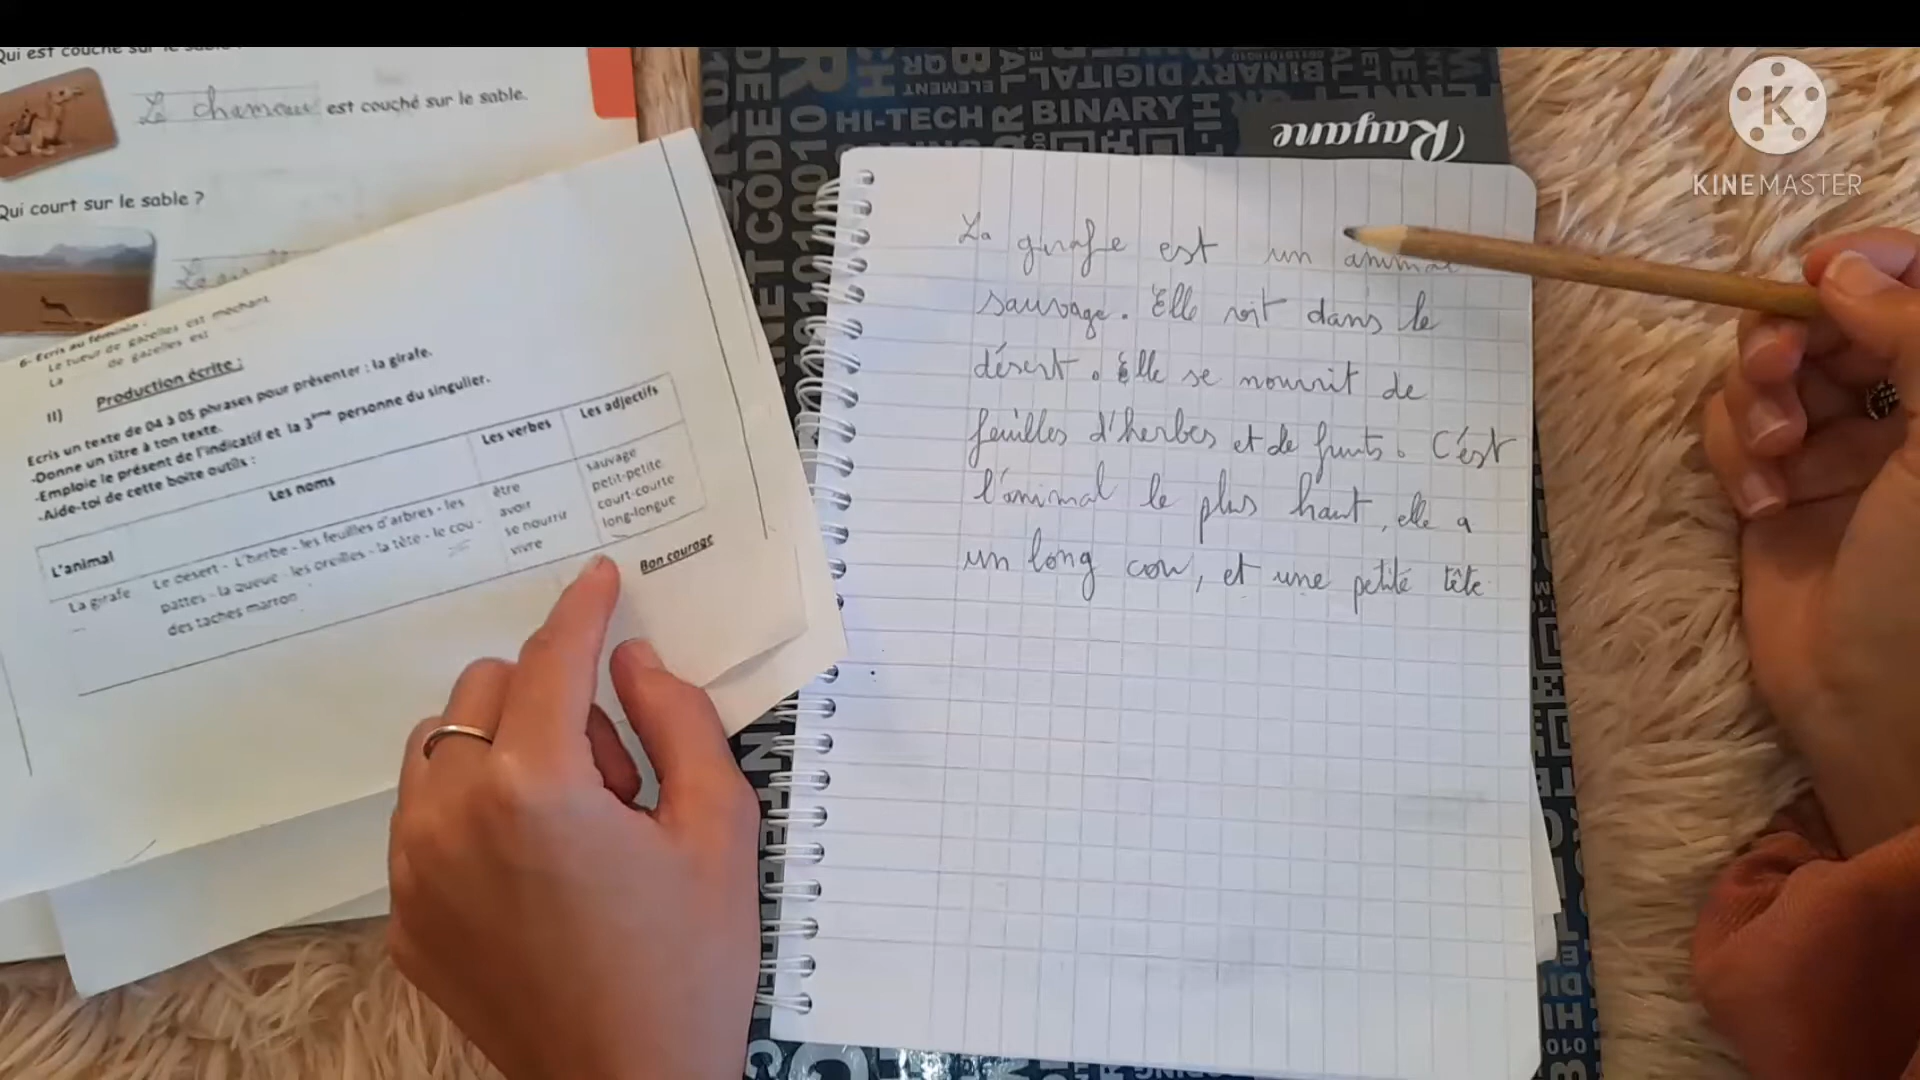 Qui est couché sur le sable ?
Le chameau est couché sur le sable.
Qui court sur le sable ?
6- Ecris au féminin :
Le tueur de gazelles est méchant
La de gazelles est
II) Production écrite :
Ecris un texte de 04 à 05 phrases pour présenter : la girafe.
-Donne un titre à ton texte.
-Emploie le présent de l'indicatif et la 3ème personne du singulier.
-Aide-toi de cette boite outils :
L'animal
Les noms
Les verbes
Les adjectifs
La girafe
Le désert - L'herbe - les feuilles d'arbres - les
pattes - la queue - les oreilles - la tête - le cou -
des taches marron
être
avoir
se nourrir
vivre
sauvage
petit-petite
court-courte
long-longue
Bon courage
HI-TECH
BINARY
DIGITAL
ELEMENT
NETCODE
Rayane
La girafe est un animal
sauvage. Elle vit dans le
désert. Elle se nourrit de
feuilles d'herbes et de fruits. C'est
l'animal le plus haut, elle a
un long cou, et une petite tête
K
KINEMASTER